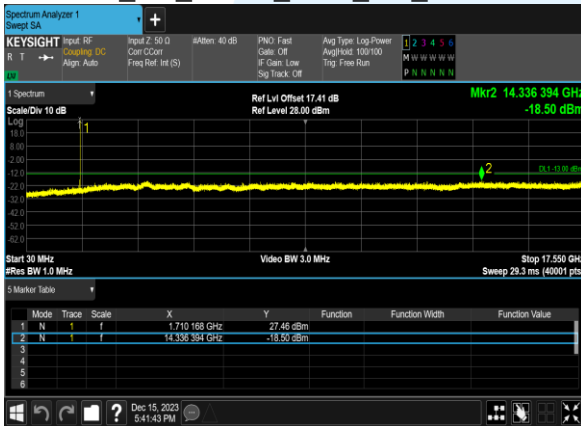 Spectrum Analyzer 1
Swept SA
+
KEYSIGHT Input: RF Input Z: 50 Ω #Atten: 40 dB PNO: Fast Avg Type: Log-Power 1 2 3 4 5 6
R T Coupling: DC Corr CCorr Gate: Off Avg|Hold: 100/100 M W W W W W
Align: Auto Freq Ref: Int (S) IF Gain: Low Trig: Free Run
Sig Track: Off P N N N N N
1 Spectrum Ref Lvl Offset 17.41 dB Mkr2 14.336 394 GHz
Scale/Div 10 dB Ref Level 28.00 dBm -18.50 dBm
Log
1
18.0
8.00
-2.00
-12.0 2 DL1 -13.00 dBm
-22.0
-32.0
-42.0
-52.0
-62.0
Start 30 MHz Video BW 3.0 MHz Stop 17.550 GHz
#Res BW 1.0 MHz Sweep 29.3 ms (40001 pts)
5 Marker Table
Mode Trace Scale X Y Function Function Width Function Value
1 N 1 f 1.710 168 GHz 27.46 dBm
2 N 1 f 14.336 394 GHz -18.50 dBm
3
4
5
6
? Dec 15, 2023
5:41:43 PM